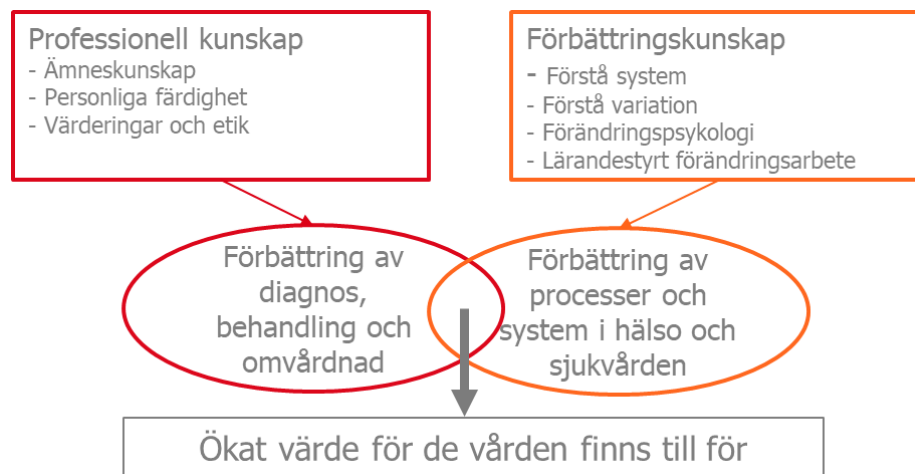 Professionell kunskap
- Ämneskunskap
- Personliga färdighet
- Värderingar och etik
Förbättringskunskap
- Förstå system
- Förstå variation
- Förändringspsykologi
- Lärandestyrt förändringsarbete
Förbättring av
diagnos,
behandling och
omvårdnad
Förbättring av
processer och
system i hälso och
sjukvården
Ökat värde för de vården finns till för